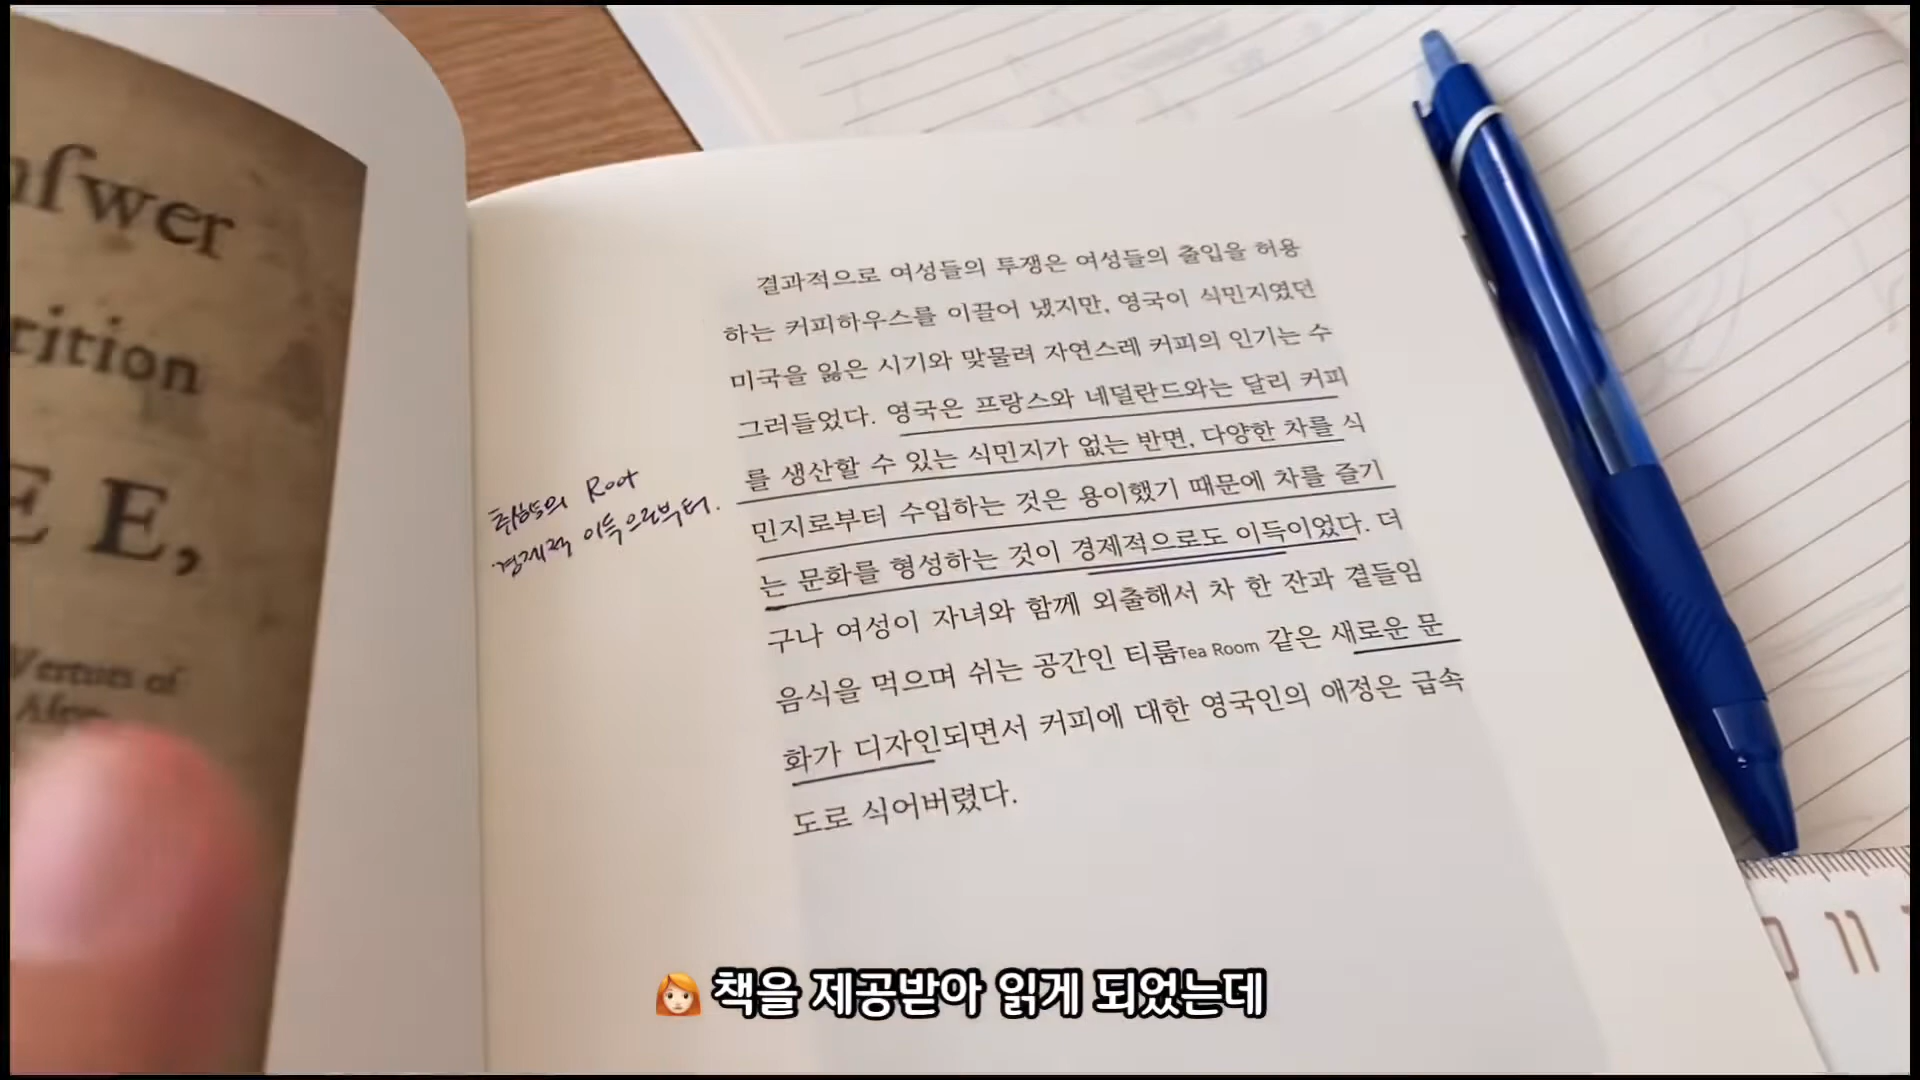 nſwer
rition
E E,
Vertues of
결과적으로 여성들의 투쟁은 여성들의 출입을 허용
하는 커피하우스를 이끌어 냈지만, 영국이 식민지였던
미국을 잃은 시기와 맞물려 자연스레 커피의 인기는 수
그러들었다. 영국은 프랑스와 네덜란드와는 달리 커피
를 생산할 수 있는 식민지가 없는 반면, 다양한 차를 식
민지로부터 수입하는 것은 용이했기 때문에 차를 즐기
는 문화를 형성하는 것이 경제적으로도 이득이었다. 더
구나 여성이 자녀와 함께 외출해서 차 한 잔과 곁들임
음식을 먹으며 쉬는 공간인 티룸Tea Room 같은 새로운 문
화가 디자인되면서 커피에 대한 영국인의 애정은 급속
도로 식어버렸다.
Root
경제적 이득으로부터.
11
책을 제공받아 읽게 되었는데